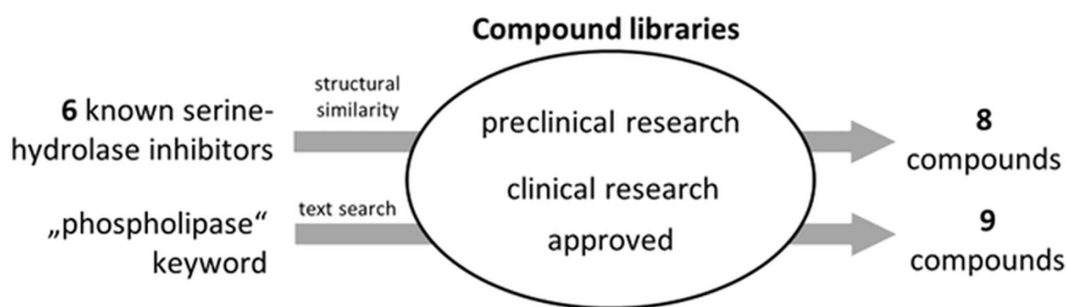 Compound libraries
6 known serine-
hydrolase inhibitors
structural
similarity
„phospholipase“
keyword
text search
preclinical research
clinical research
approved
8
compounds
9
compounds